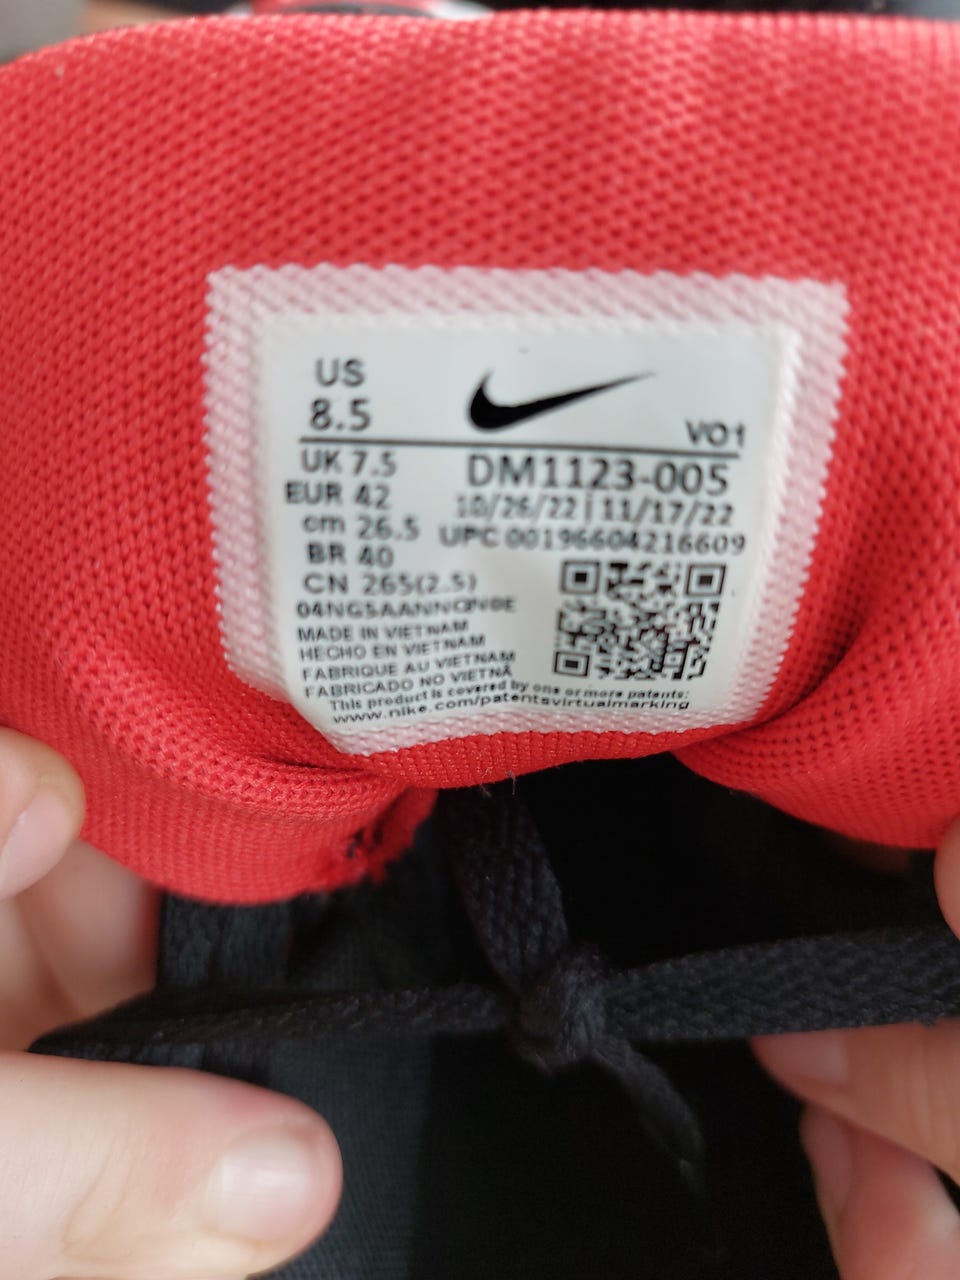 US
8.5
VO1
UK 7.5
EUR 42
cm 26.5
BR 40
CN 265(2.5)
DM1123-005
10/26/22 | 11/17/22
UPC 00196604216609
MADE IN VIETNAM
HECHO EN VIETNAM
FABRIQUE AU VIETNAM
FABRICADO NO VIETNÃ
This product is covered by one or more patents:
www.nike.com/patentsvirtualmarking